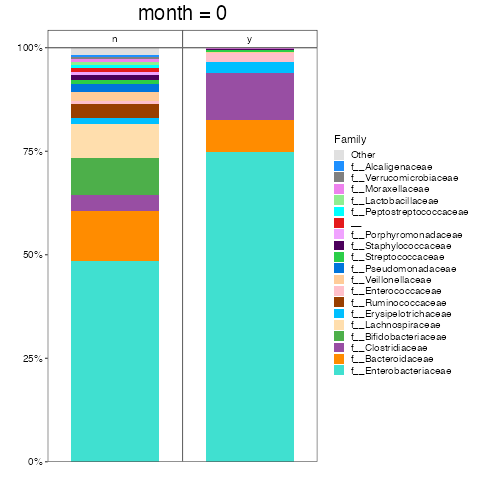 month = 0
n
y
100%
75%
50%
25%
0%
Family
Other
f__Alcaligenaceae
f__Verrucomicrobiaceae
f__Moraxellaceae
f__Lactobacillaceae
f__Peptostreptococcaceae
__
f__Porphyromonadaceae
f__Staphylococcaceae
f__Streptococcaceae
f__Pseudomonadaceae
f__Veillonellaceae
f__Enterococcaceae
f__Ruminococcaceae
f__Erysipelotrichaceae
f__Lachnospiraceae
f__Bifidobacteriaceae
f__Clostridiaceae
f__Bacteroidaceae
f__Enterobacteriaceae